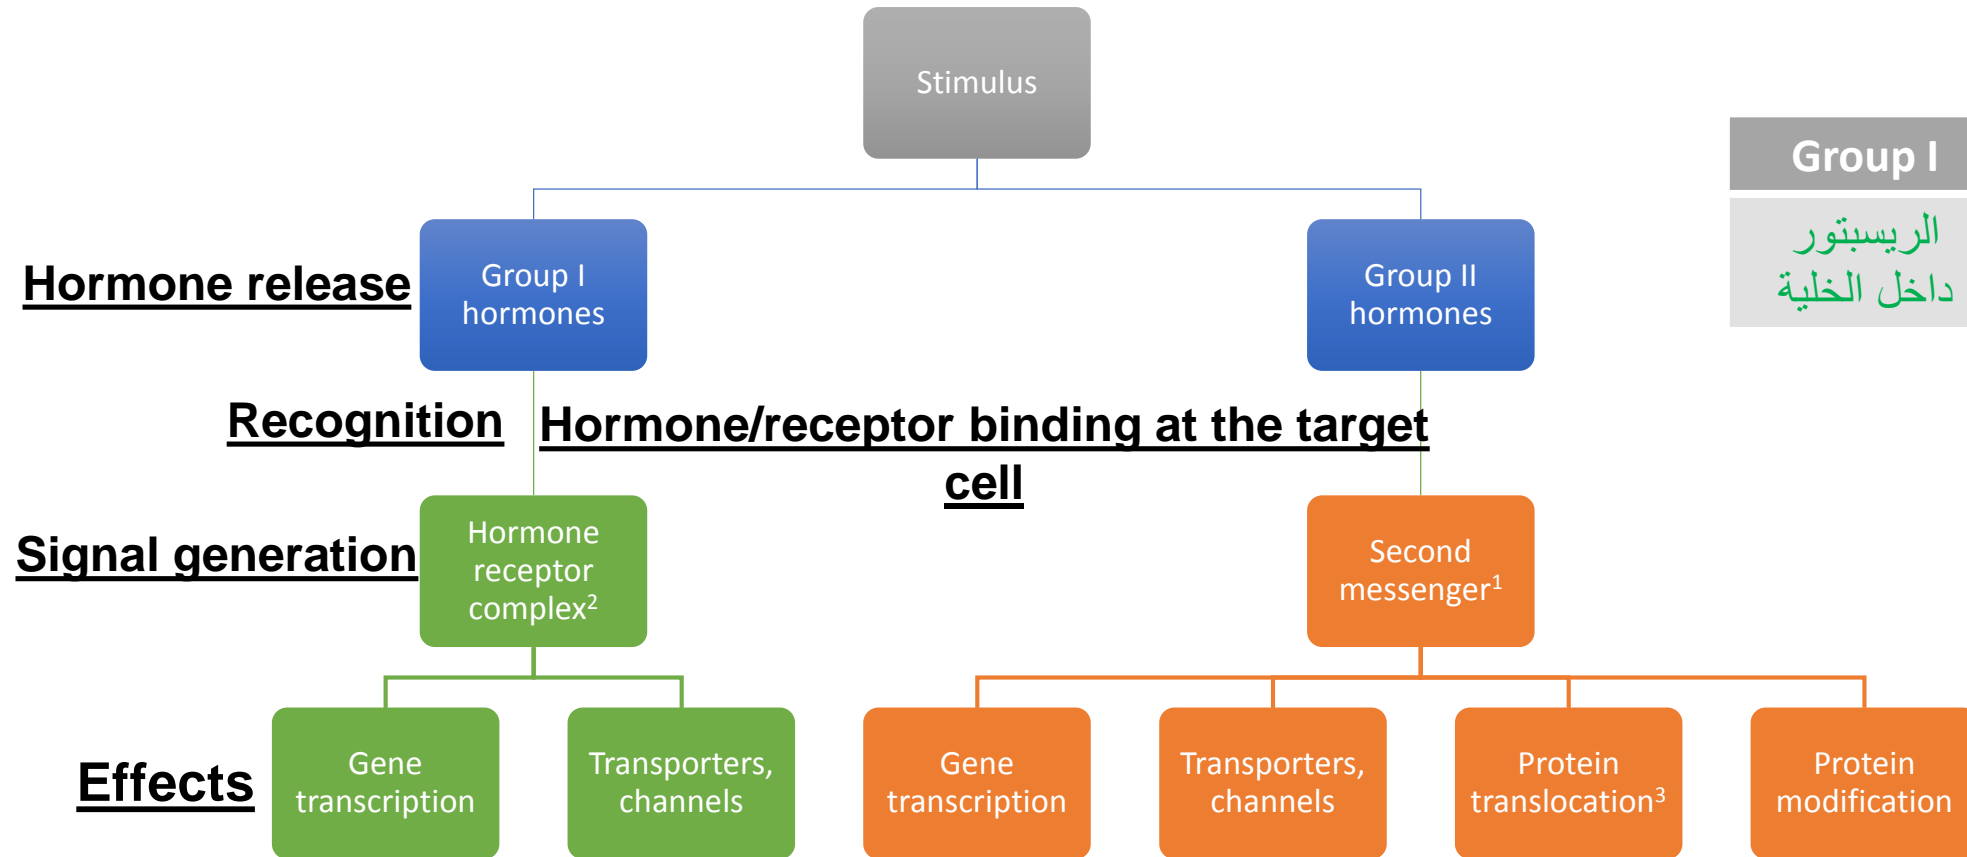 Stimulus
Group I
الريسبتور
داخل الخلية
Hormone release
Group I
hormones
Group II
hormones
Recognition
Hormone/receptor binding at the target
cell
Signal generation
Hormone
receptor
complex²
Second
messenger¹
Effects
Gene
transcription
Transporters,
channels
Gene
transcription
Transporters,
channels
Protein
translocation³
Protein
modification